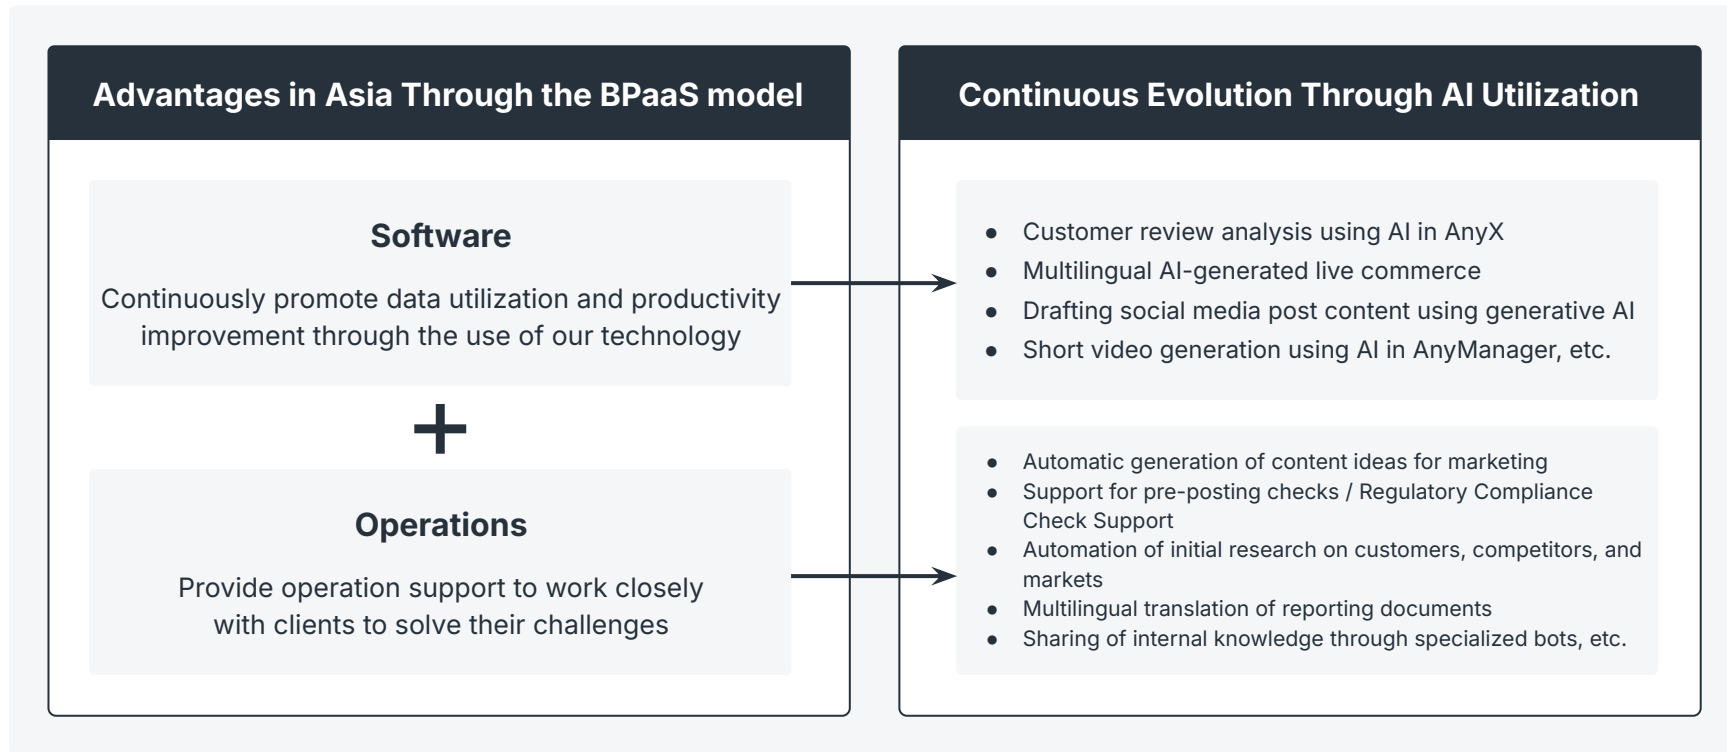 Advantages in Asia Through the BPaaS model
Software
Continuously promote data utilization and productivity
improvement through the use of our technology
+
Operations
Provide operation support to work closely
with clients to solve their challenges
Continuous Evolution Through AI Utilization
● Customer review analysis using AI in AnyX
● Multilingual AI-generated live commerce
● Drafting social media post content using generative AI
● Short video generation using AI in AnyManager, etc.
● Automatic generation of content ideas for marketing
● Support for pre-posting checks / Regulatory Compliance
Check Support
● Automation of initial research on customers, competitors, and
markets
● Multilingual translation of reporting documents
● Sharing of internal knowledge through specialized bots, etc.